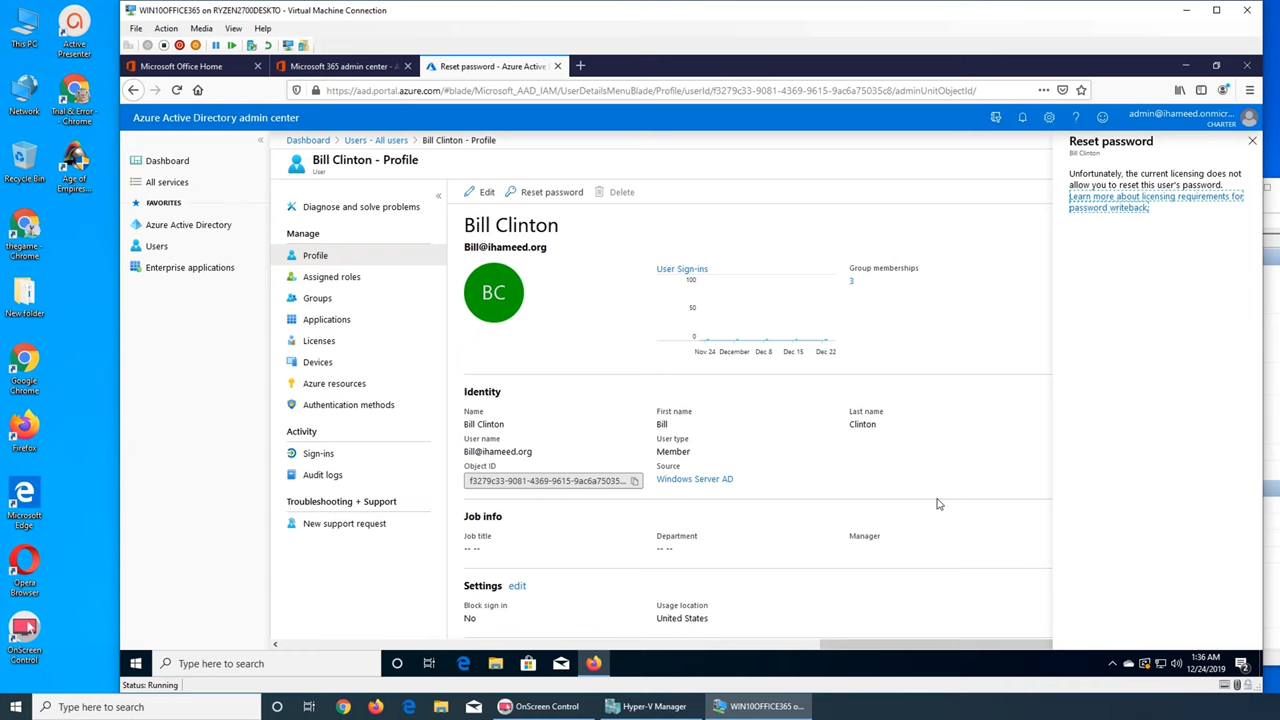 WIN10OFFICE365 on RYZEN2700DESKTO - Virtual Machine Connection
File Action Media View Help
Microsoft Office Home
Microsoft 365 admin center - A
Reset password - Azure Active D
https://aad.portal.azure.com/#blade/Microsoft_AAD_IAM/UserDetailsMenuBlade/Profile/userId/f3279c33-9081-4369-9615-9ac6a75035c8/adminUnitObjectId/
Azure Active Directory admin center
admin@ihameed.onmicr...
CHARTER
This PC
Active Presenter
Network
Trial & Error - Chrome
Recycle Bin
Age of Empires...
thegame - Chrome
New folder
Google Chrome
Firefox
Microsoft Edge
Opera Browser
OnScreen Control
Dashboard
All services
FAVORITES
Azure Active Directory
Users
Enterprise applications
Dashboard > Users - All users > Bill Clinton - Profile
Bill Clinton - Profile
User
Diagnose and solve problems
Manage
Profile
Assigned roles
Groups
Applications
Licenses
Devices
Azure resources
Authentication methods
Activity
Sign-ins
Audit logs
Troubleshooting + Support
New support request
Edit Reset password Delete
Bill Clinton
Bill@ihameed.org
BC
User Sign-ins
100
50
0
Nov 24 December Dec 8 Dec 15 Dec 22
Group memberships
3
Identity
Name First name Last name
Bill Clinton Bill Clinton
User name User type
Bill@ihameed.org Member
Object ID Source
f3279c33-9081-4369-9615-9ac6a75035... Windows Server AD
Job info
Job title Department Manager
-- -- -- --
Settings edit
Block sign in Usage location
No United States
Reset password
Bill Clinton
Unfortunately, the current licensing does not
allow you to reset this user's password.
Learn more about licensing requirements for
password writeback.
Type here to search
1:36 AM
12/24/2019
2
Status: Running
Type here to search
OnScreen Control
Hyper-V Manager
WIN10OFFICE365 o...